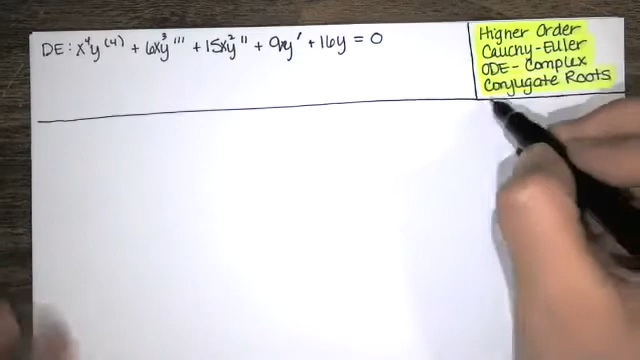 DE: x⁴y⁽⁴⁾ + 6x³y''' + 15x²y'' + 9xy' + 16y = 0
Higher Order
Cauchy-Euler
ODE - Complex
Conjugate Roots